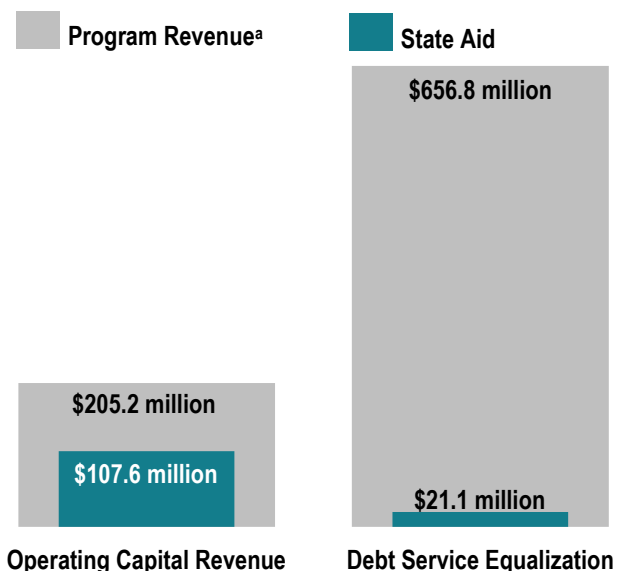 Program Revenueᵃ
State Aid
$656.8 million
$205.2 million
$107.6 million
$21.1 million
Operating Capital Revenue
Debt Service Equalization